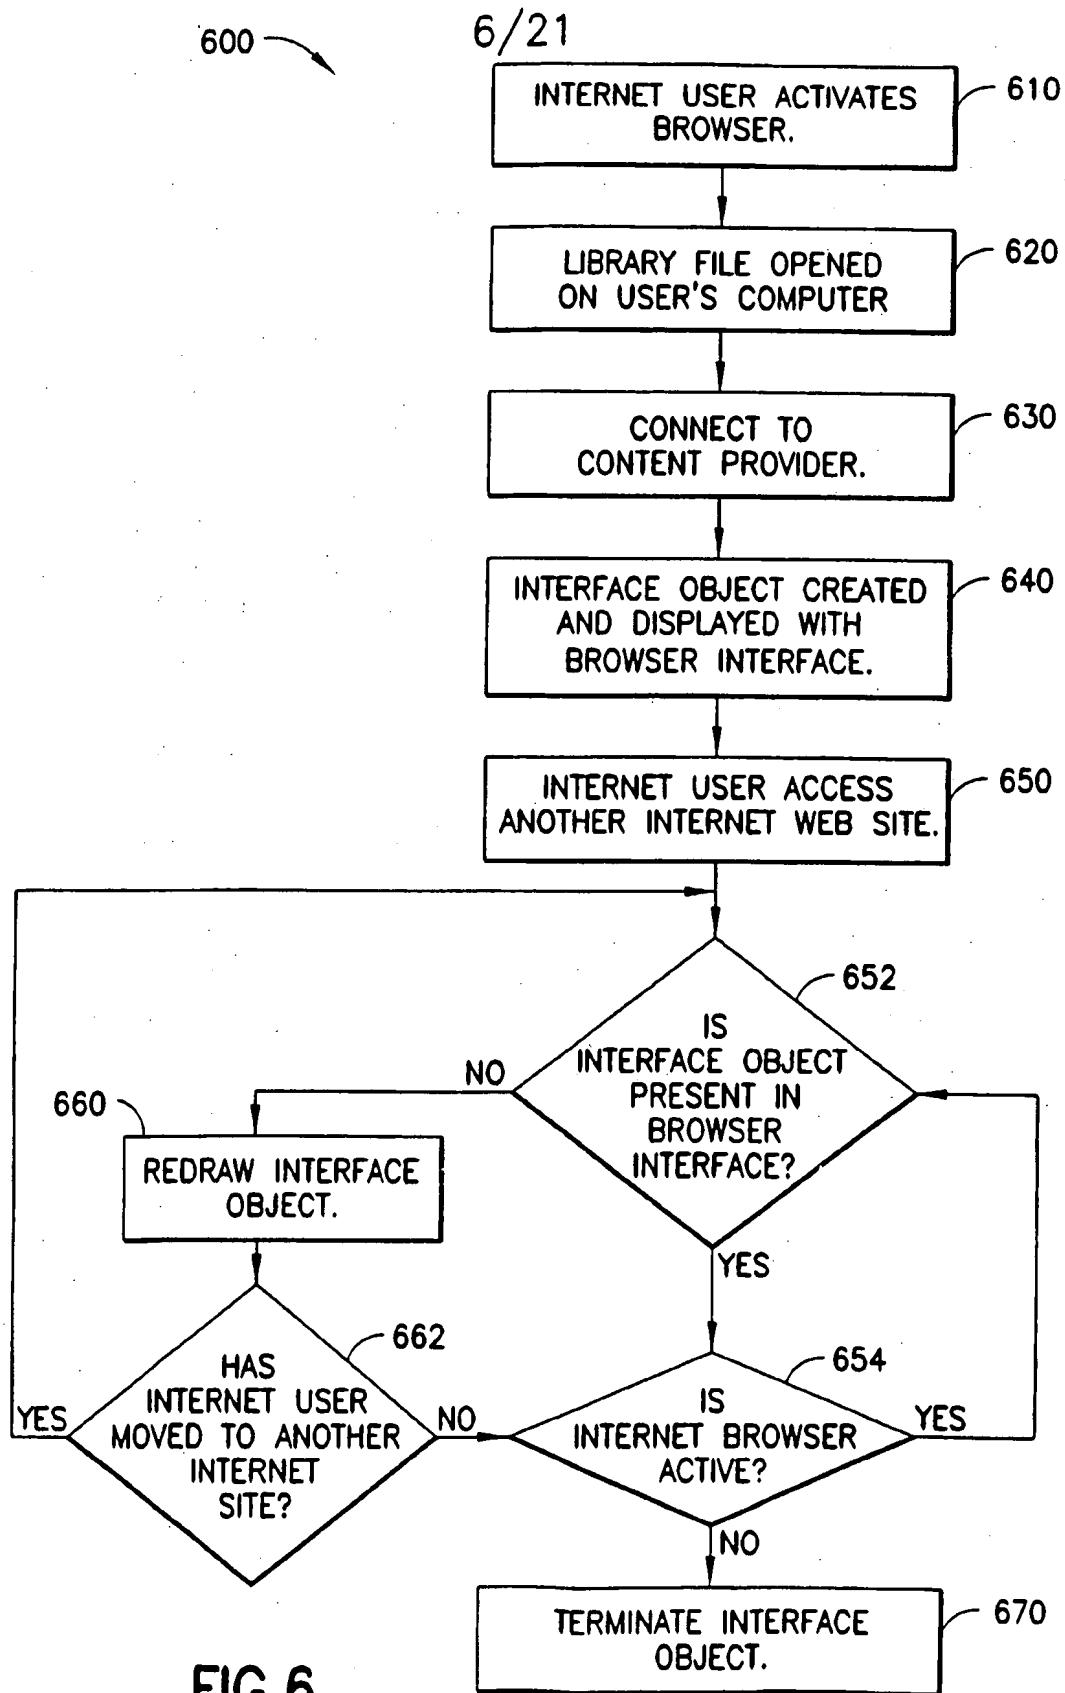 6/21
600
INTERNET USER ACTIVATES
BROWSER.
610
LIBRARY FILE OPENED
ON USER'S COMPUTER
620
CONNECT TO
CONTENT PROVIDER.
630
INTERFACE OBJECT CREATED
AND DISPLAYED WITH
BROWSER INTERFACE.
640
INTERNET USER ACCESS
ANOTHER INTERNET WEB SITE.
650
652
IS
INTERFACE OBJECT
PRESENT IN
BROWSER
INTERFACE?
NO
YES
660
REDRAW INTERFACE
OBJECT.
662
HAS
INTERNET USER
MOVED TO ANOTHER
INTERNET
SITE?
YES
NO
654
IS
INTERNET BROWSER
ACTIVE?
YES
NO
TERMINATE INTERFACE
OBJECT.
670
FIG.6